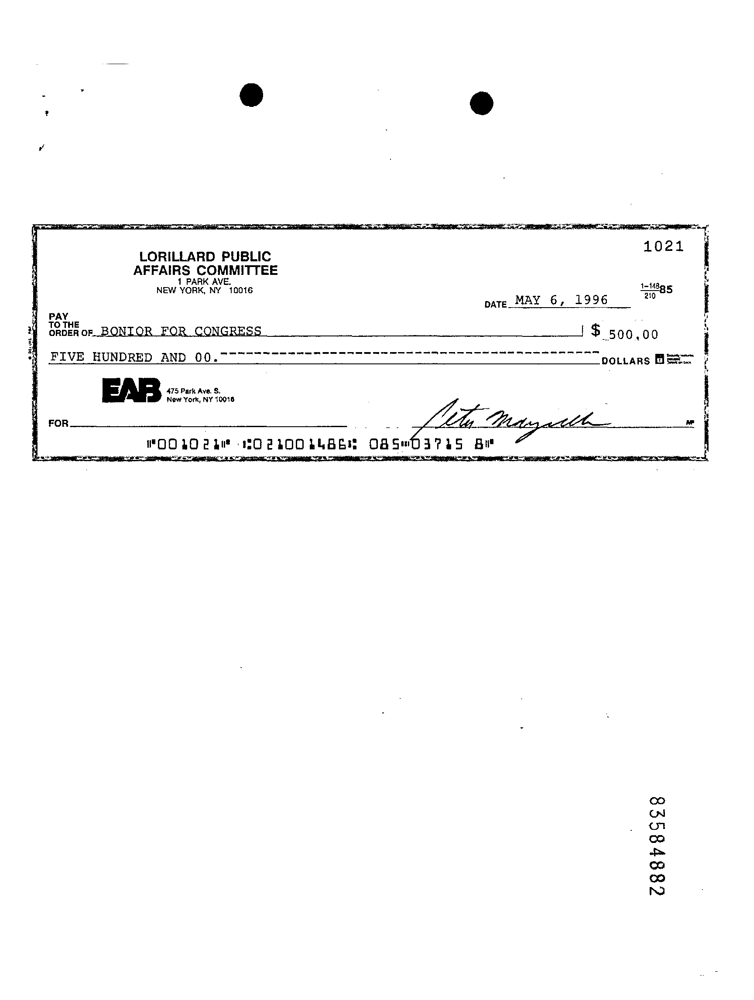 1021
LORILLARD PUBLIC
AFFAIRS COMMITTEE
1 PARK AVE.
NEW YORK, NY 10016
1-148 85
210
DATE MAY 6, 1996
PAY
TO THE
ORDER OF BONIOR FOR CONGRESS $ 500,00
FIVE HUNDRED AND 00.------------------------------------------------ DOLLARS
EAB 475 Park Ave. S.
New York, NY 10016
FOR Peter MP
⑈001021⑈ ⑆021001486⑆ 085⑉03715 8⑈
83584882